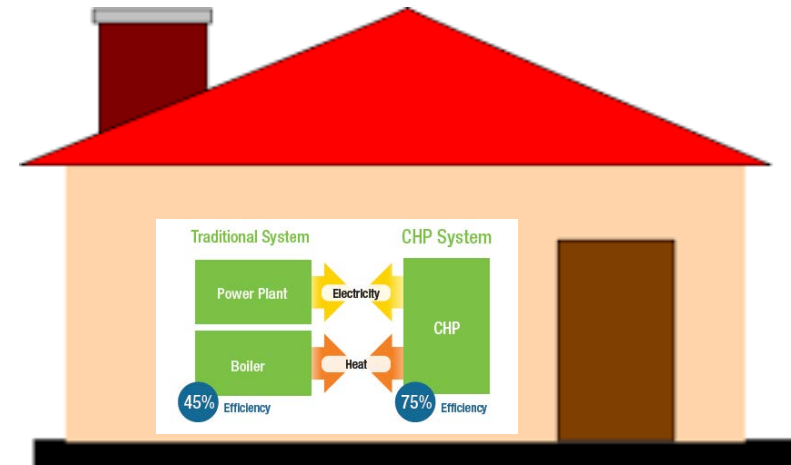 Traditional System
CHP System
Power Plant
Electricity
CHP
Boiler
Heat
45% Efficiency
75% Efficiency